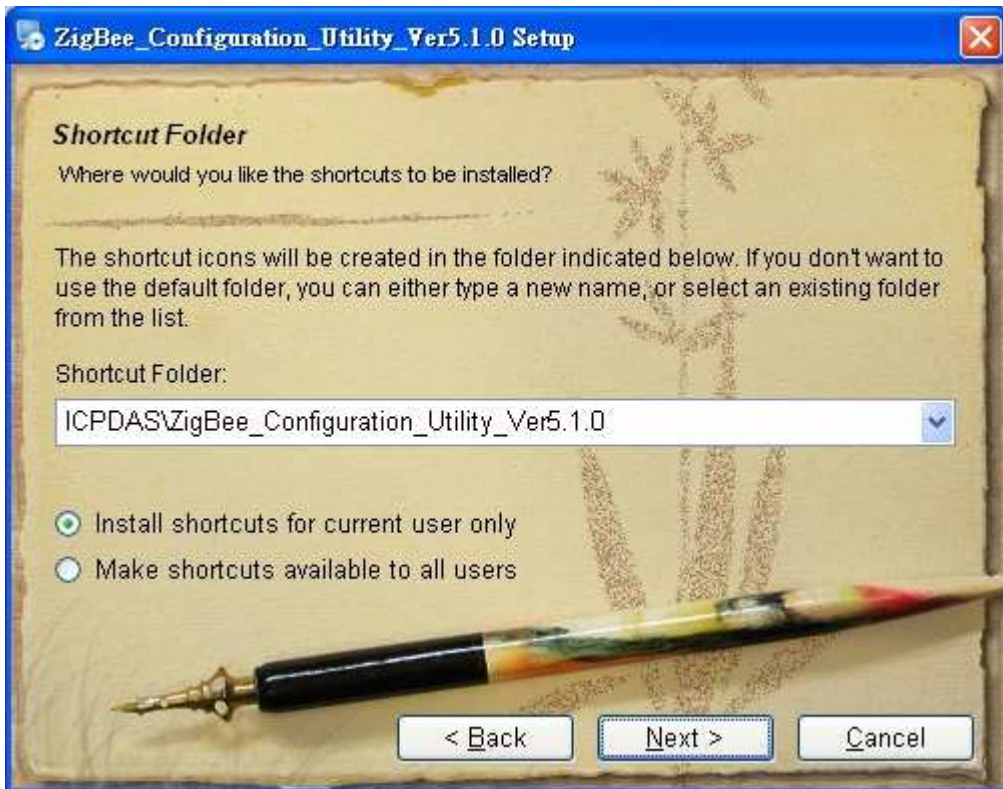 ZigBee_Configuration_Utility_Ver5.1.0 Setup
Shortcut Folder
Where would you like the shortcuts to be installed?
The shortcut icons will be created in the folder indicated below. If you don't want to
use the default folder, you can either type a new name, or select an existing folder
from the list.
Shortcut Folder:
ICPDAS\ZigBee_Configuration_Utility_Ver5.1.0
Install shortcuts for current user only
Make shortcuts available to all users
< Back Next > Cancel